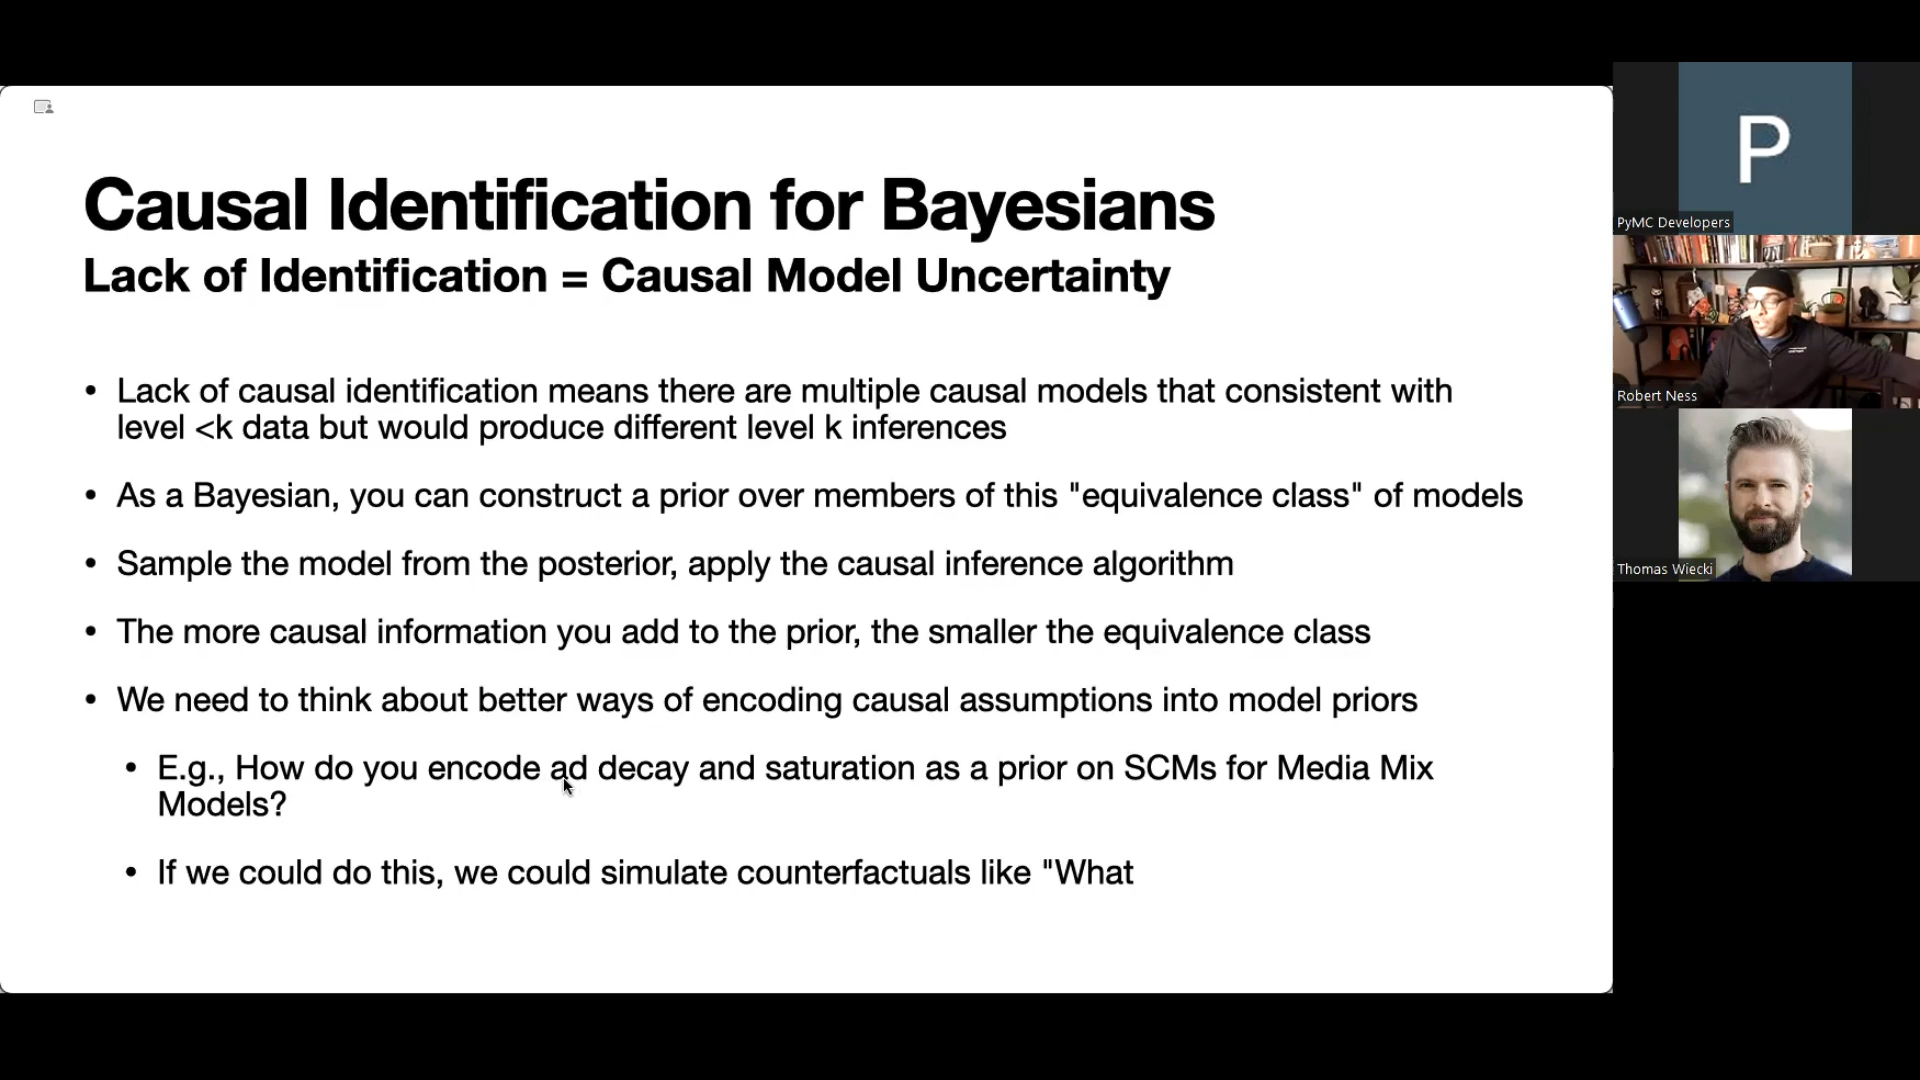 Causal Identification for Bayesians
Lack of Identification = Causal Model Uncertainty
• Lack of causal identification means there are multiple causal models that consistent with
level <k data but would produce different level k inferences
• As a Bayesian, you can construct a prior over members of this "equivalence class" of models
• Sample the model from the posterior, apply the causal inference algorithm
• The more causal information you add to the prior, the smaller the equivalence class
• We need to think about better ways of encoding causal assumptions into model priors
• E.g., How do you encode ad decay and saturation as a prior on SCMs for Media Mix
Models?
• If we could do this, we could simulate counterfactuals like "What
P
PyMC Developers
Robert Ness
Thomas Wiecki